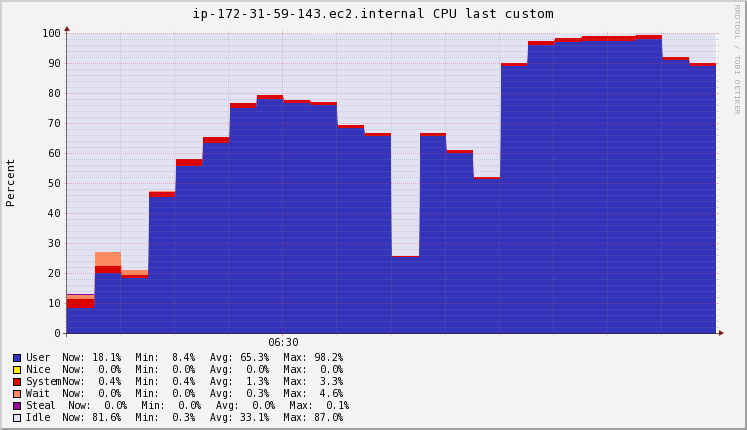 ip-172-31-59-143.ec2.internal CPU last custom
RRDTOOL / TOBI OETIKER
Percent
100
90
80
70
60
50
40
30
20
10
0
06:30
User Now: 18.1% Min: 8.4% Avg: 65.3% Max: 98.2%
Nice Now: 0.0% Min: 0.0% Avg: 0.0% Max: 0.0%
System Now: 0.4% Min: 0.4% Avg: 1.3% Max: 3.3%
Wait Now: 0.0% Min: 0.0% Avg: 0.3% Max: 4.6%
Steal Now: 0.0% Min: 0.0% Avg: 0.0% Max: 0.1%
Idle Now: 81.6% Min: 0.3% Avg: 33.1% Max: 87.0%